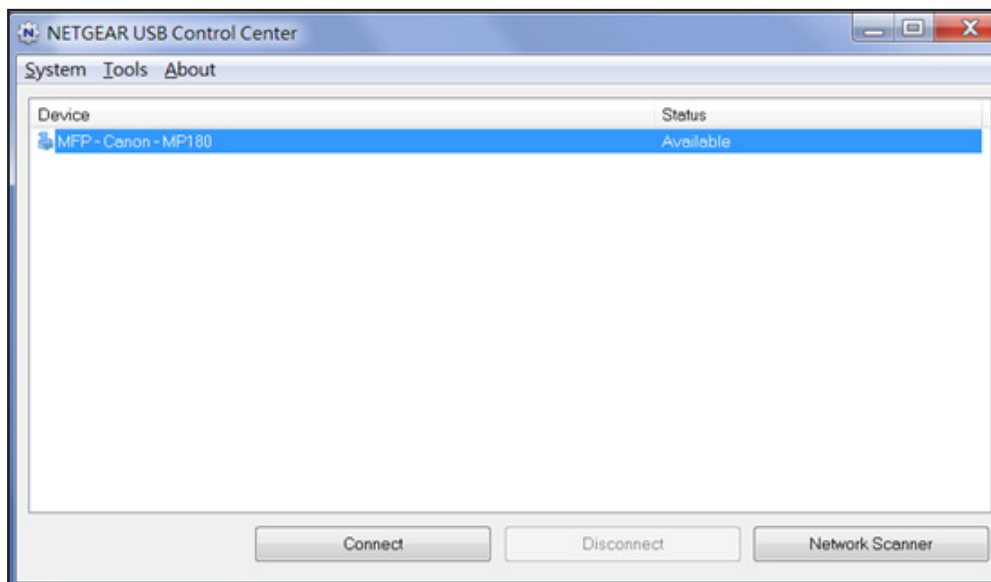 NETGEAR USB Control Center
System Tools About
Device Status
MFP - Canon - MP180 Available
Connect Disconnect Network Scanner